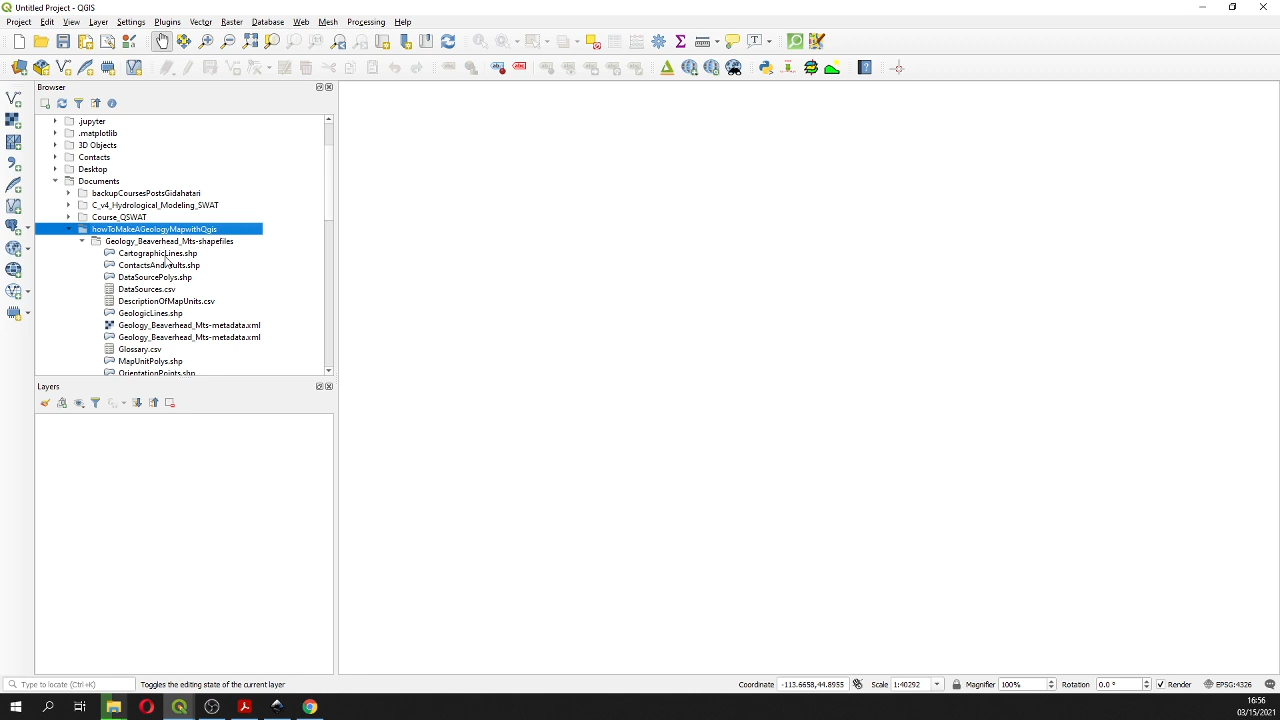 Untitled Project - QGIS
Project Edit View Layer Settings Plugins Vector Raster Database Web Mesh Processing Help
Browser
.jupyter
.matplotlib
3D Objects
Contacts
Desktop
Documents
backupCoursesPostsGidahatari
C_v4_Hydrological_Modeling_SWAT
Course_QSWAT
howToMakeAGeologyMapwithQgis
Geology_Beaverhead_Mts-shapefiles
CartographicLines.shp
ContactsAndFaults.shp
DataSourcePolys.shp
DataSources.csv
DescriptionOfMapUnits.csv
GeologicLines.shp
Geology_Beaverhead_Mts-metadata.xml
Geology_Beaverhead_Mts-metadata.xml
Glossary.csv
MapUnitPolys.shp
OrientationPoints.shp
Layers
Type to locate (Ctrl+K) Toggles the editing state of the current layer Coordinate -113.6658,44.8955 Scale 1:40292 Magnifier 100% Rotation 0.0 ° Render EPSG:4326
16:56
03/15/2021